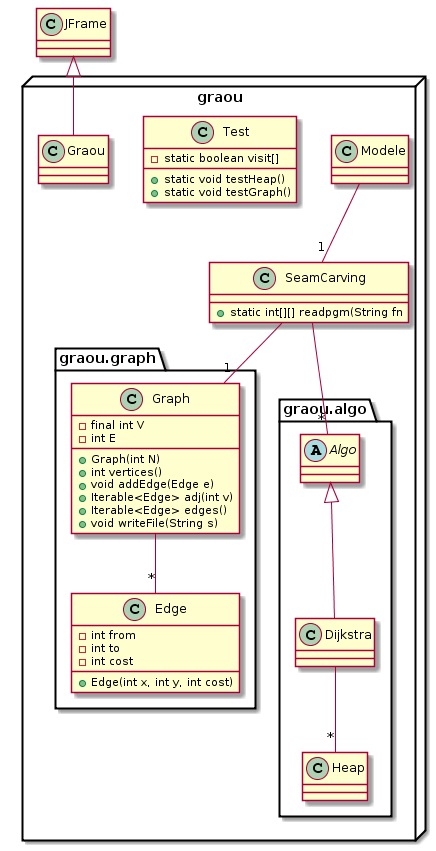 C JFrame
graou
C Graou
C Test
static boolean visit[]
static void testHeap()
static void testGraph()
C Modele
1
C SeamCarving
static int[][] readpgm(String fn
1
*
graou.graph
C Graph
final int V
int E
Graph(int N)
int vertices()
void addEdge(Edge e)
Iterable<Edge> adj(int v)
Iterable<Edge> edges()
void writeFile(String s)
*
C Edge
int from
int to
int cost
Edge(int x, int y, int cost)
graou.algo
A Algo
C Dijkstra
*
C Heap